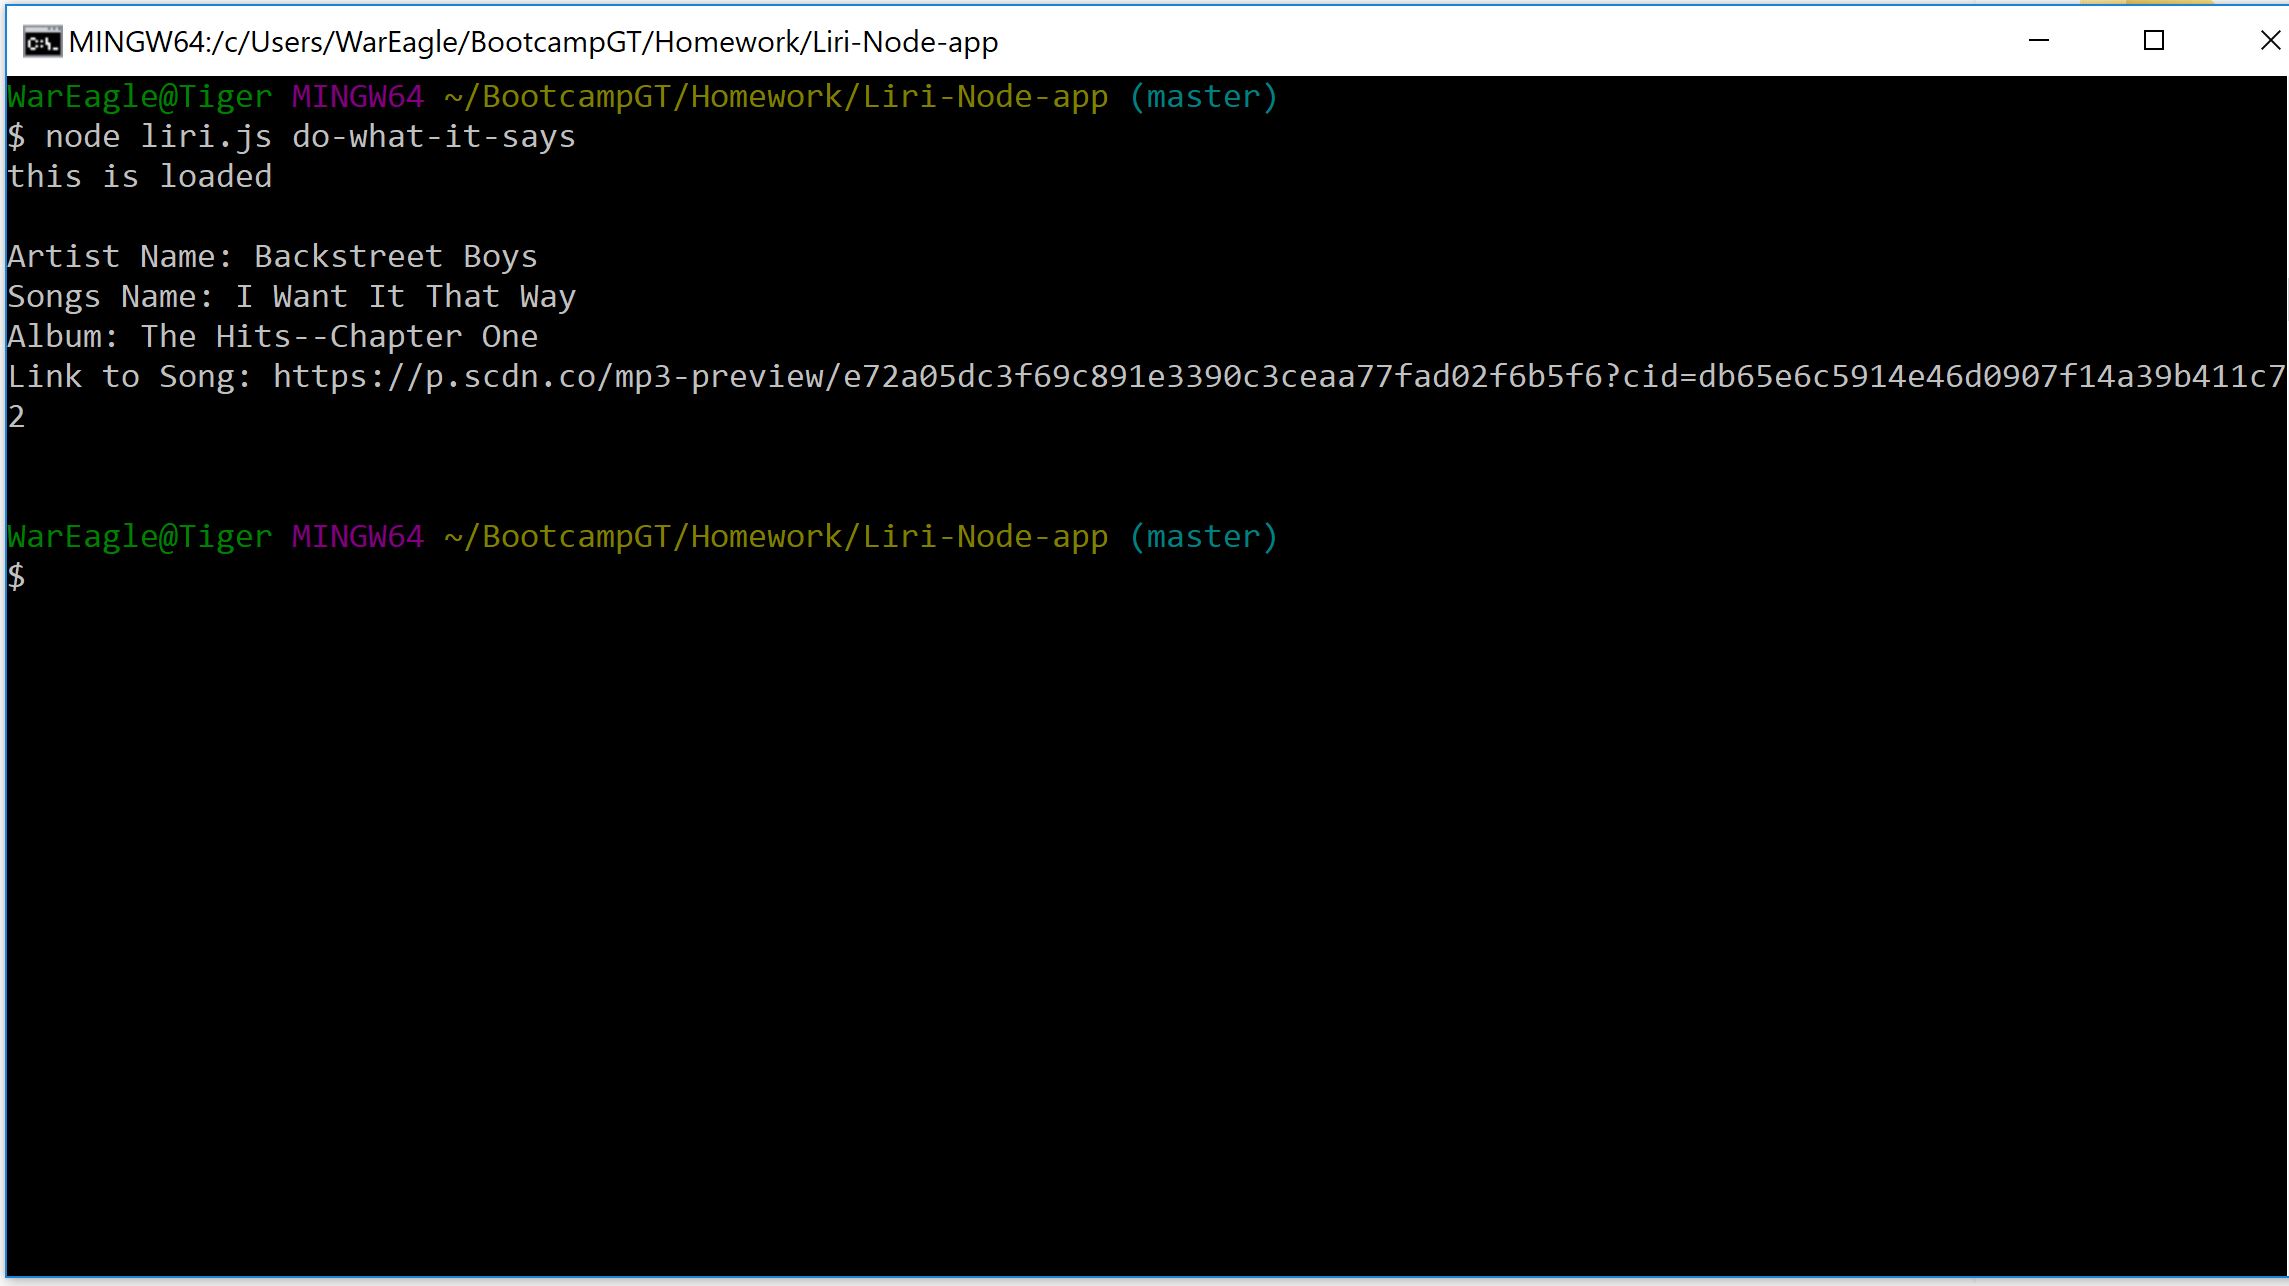 MINGW64:/c/Users/WarEagle/BootcampGT/Homework/Liri-Node-app
WarEagle@Tiger MINGW64 ~/BootcampGT/Homework/Liri-Node-app (master)
$ node liri.js do-what-it-says
this is loaded
Artist Name: Backstreet Boys
Songs Name: I Want It That Way
Album: The Hits--Chapter One
Link to Song: https://p.scdn.co/mp3-preview/e72a05dc3f69c891e3390c3ceaa77fad02f6b5f6?cid=db65e6c5914e46d0907f14a39b411c7
2
WarEagle@Tiger MINGW64 ~/BootcampGT/Homework/Liri-Node-app (master)
$